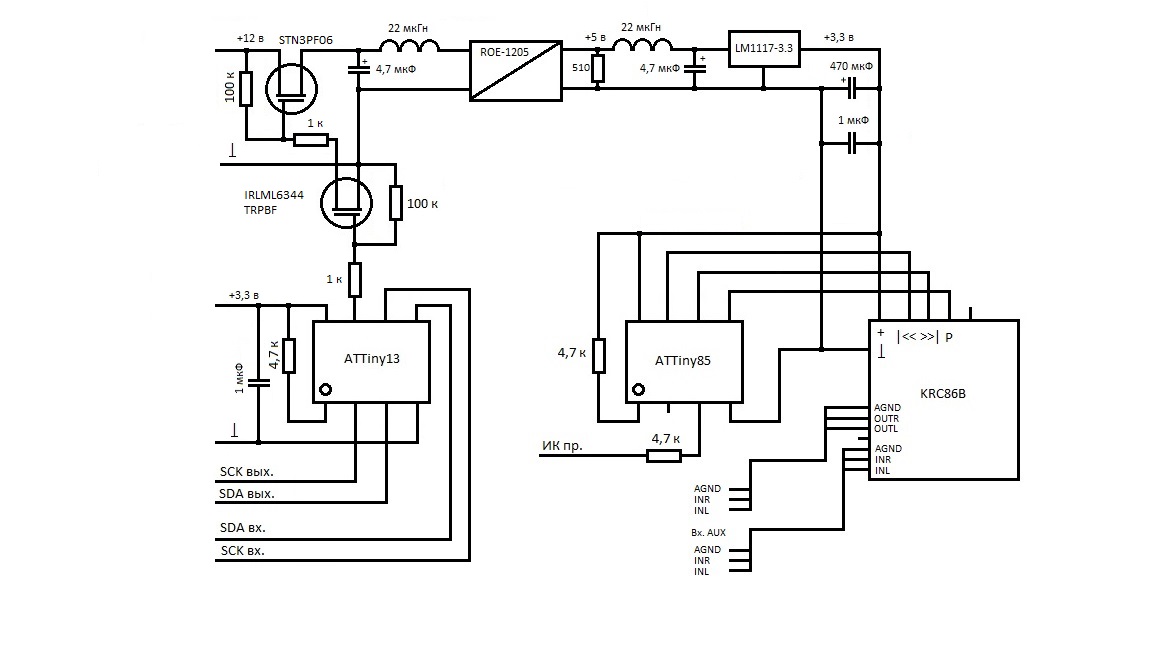 +12 в
STN3PF06
22 мкГн
ROE-1205
+5 в
22 мкГн
LM1117-3.3
+3,3 в
100 к
+
4,7 мкФ
510
4,7 мкФ
+
470 мкФ
+
1 к
1 мкФ
⊥
IRLML6344
TRPBF
100 к
1 к
+3,3 в
4,7 к
1 мкФ
ATTiny13
⊥
SCK вых.
SDA вых.
SDA вх.
SCK вх.
4,7 к
ATTiny85
ИК пр.
4,7 к
+ |<< >>| P
⊥
KRC86B
AGND
OUTR
OUTL
AGND
INR
INL
AGND
INR
INL
Вх. AUX
AGND
INR
INL